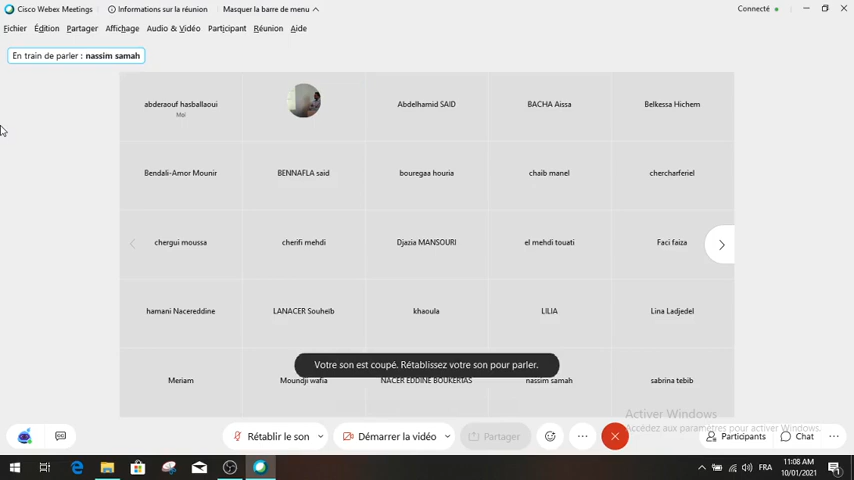 Cisco Webex Meetings
Informations sur la réunion
Masquer la barre de menu
Connecté
Fichier Édition Partager Affichage Audio & Vidéo Participant Réunion Aide
En train de parler : nassim samah
abderaouf hasballaoui
Moi
Abdelhamid SAID
BACHA Aissa
Belkessa Hichem
Bendali-Amor Mounir
BENNAFLA said
bouregaa houria
chaib manel
chercharferiel
chergui moussa
cherifi mehdi
Djazia MANSOURI
el mehdi touati
Faci faiza
hamani Nacereddine
LANACER Souheïb
khaoula
LILIA
Lina Ladjedel
Votre son est coupé. Rétablissez votre son pour parler.
Meriam
Moundji wafia
NACER EDDINE BOUKERTAS
nassim samah
sabrina tebib
Activer Windows
Accédez aux paramètres pour activer Windows.
Rétablir le son
Démarrer la vidéo
Partager
Participants
Chat
FRA
11:08 AM
10/01/2021